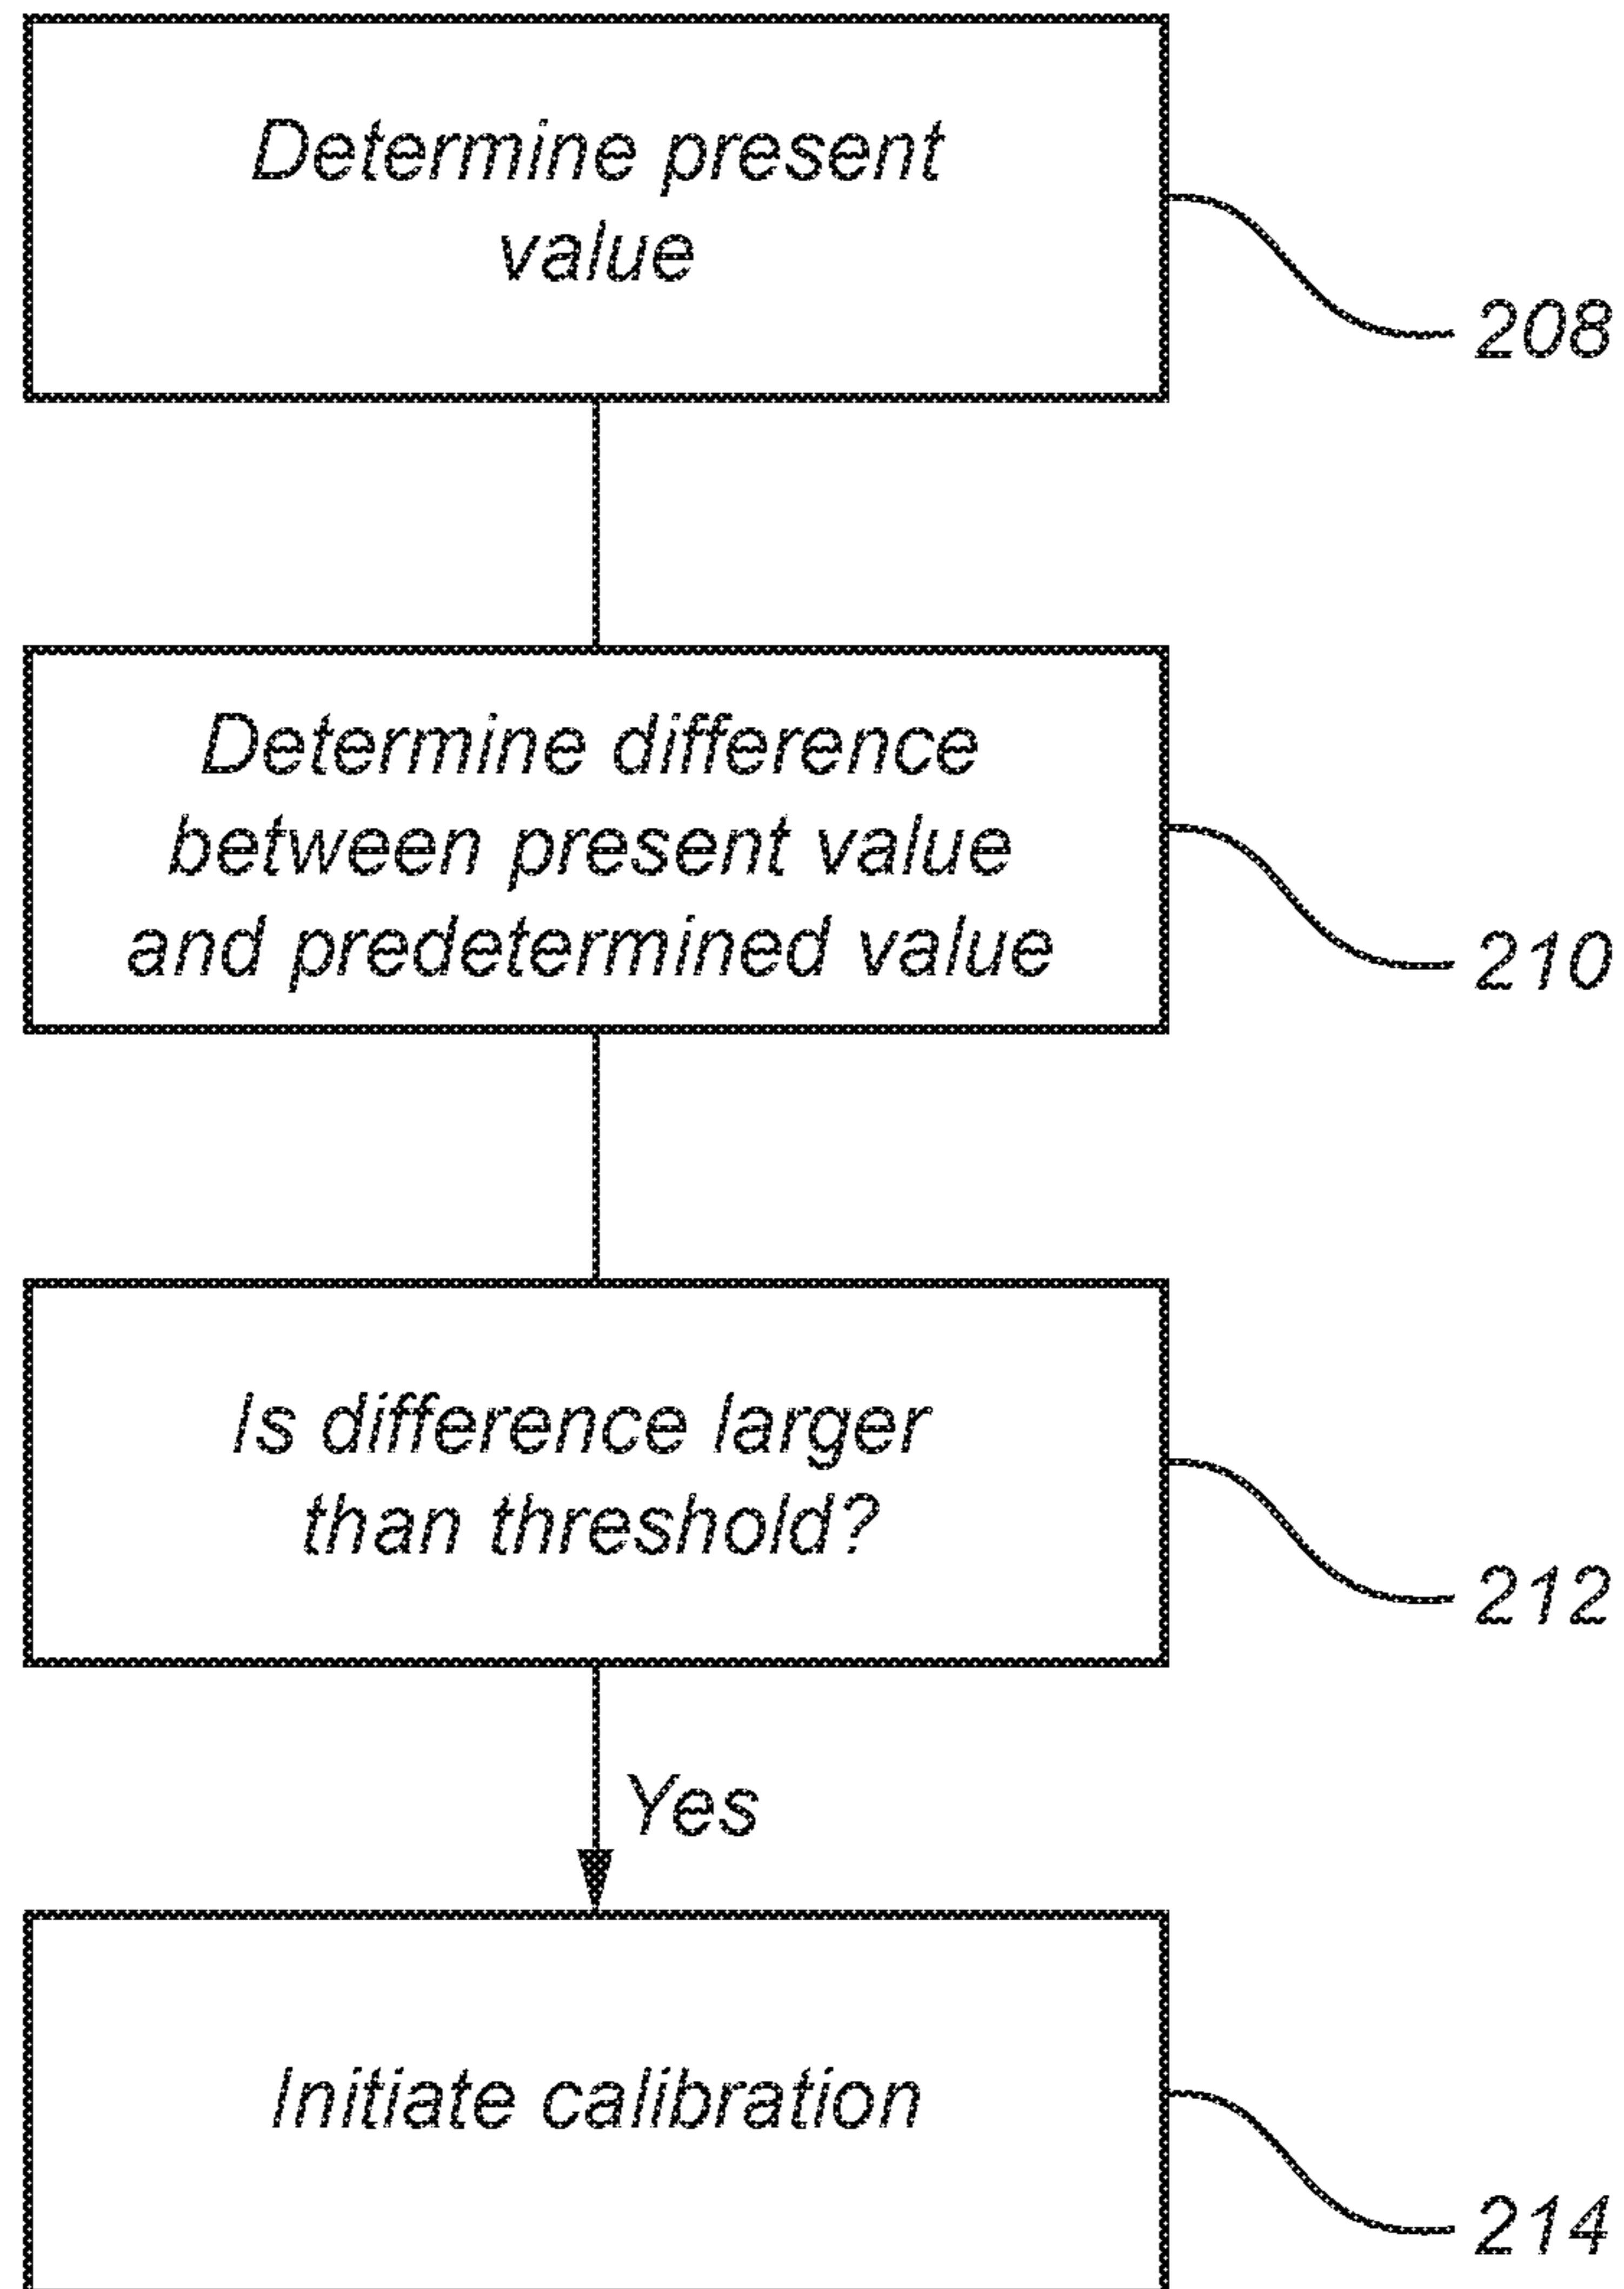 Determine present
value
208
Determine difference
between present value
and predetermined value
210
Is difference larger
than threshold?
212
Yes
Initiate calibration
214